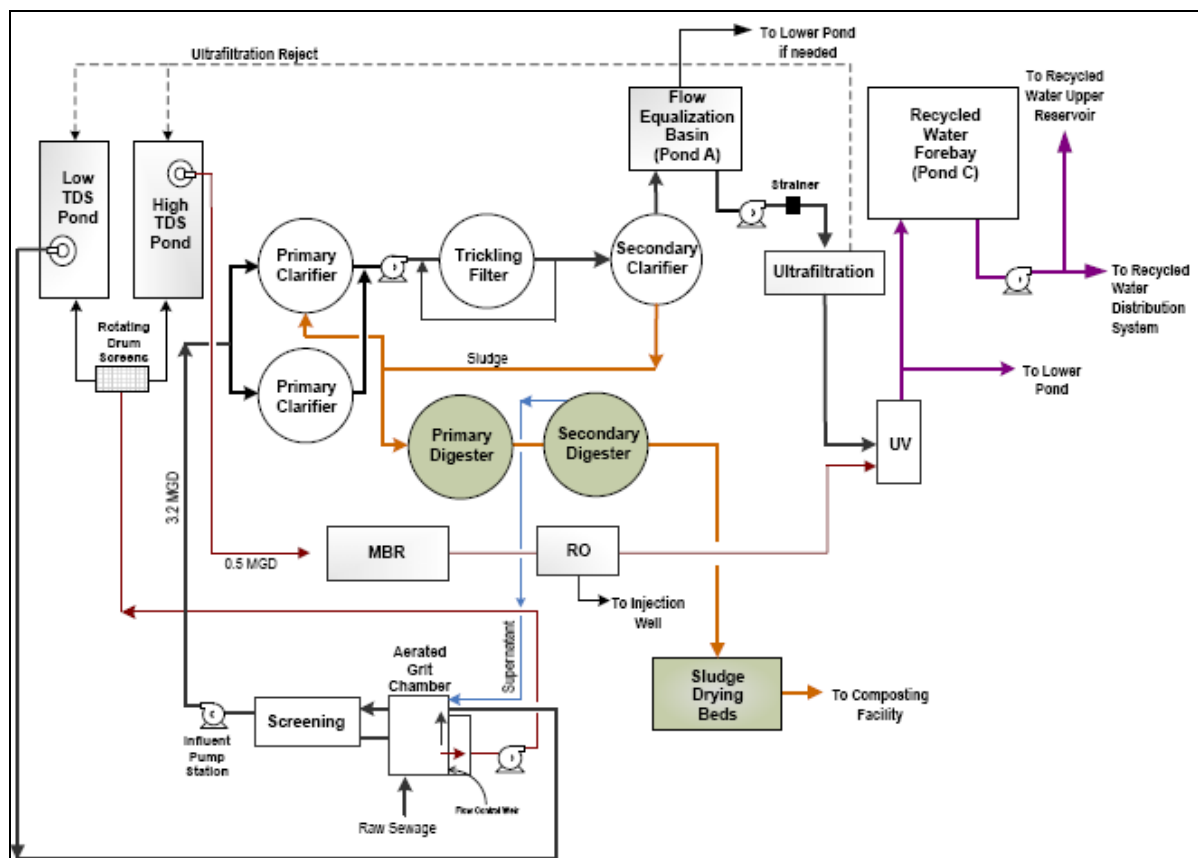 To Lower Pond
if needed
Ultrafiltration Reject
Flow
Equalization
Basin
(Pond A)
Recycled
Water
Forebay
(Pond C)
To Recycled
Water Upper
Reservoir
Low
TDS
Pond
High
TDS
Pond
Strainer
Primary
Clarifier
Trickling
Filter
Secondary
Clarifier
Ultrafiltration
To Recycled
Water
Distribution
System
Rotating
Drum
Screens
Sludge
Primary
Clarifier
To Lower
Pond
Primary
Digester
Secondary
Digester
UV
3.2 MGD
0.5 MGD
MBR
RO
To Injection
Well
Supernatant
Aerated
Grit
Chamber
Sludge
Drying
Beds
To Composting
Facility
Screening
Influent
Pump
Station
Flow Control Weir
Raw Sewage